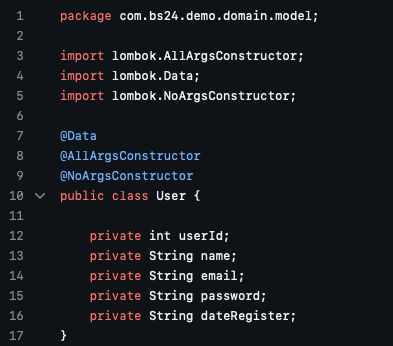 1 package com.bs24.demo.domain.model;
2
3 import lombok.AllArgsConstructor;
4 import lombok.Data;
5 import lombok.NoArgsConstructor;
6
7 @Data
8 @AllArgsConstructor
9 @NoArgsConstructor
10 public class User {
11
12     private int userId;
13     private String name;
14     private String email;
15     private String password;
16     private String dateRegister;
17 }